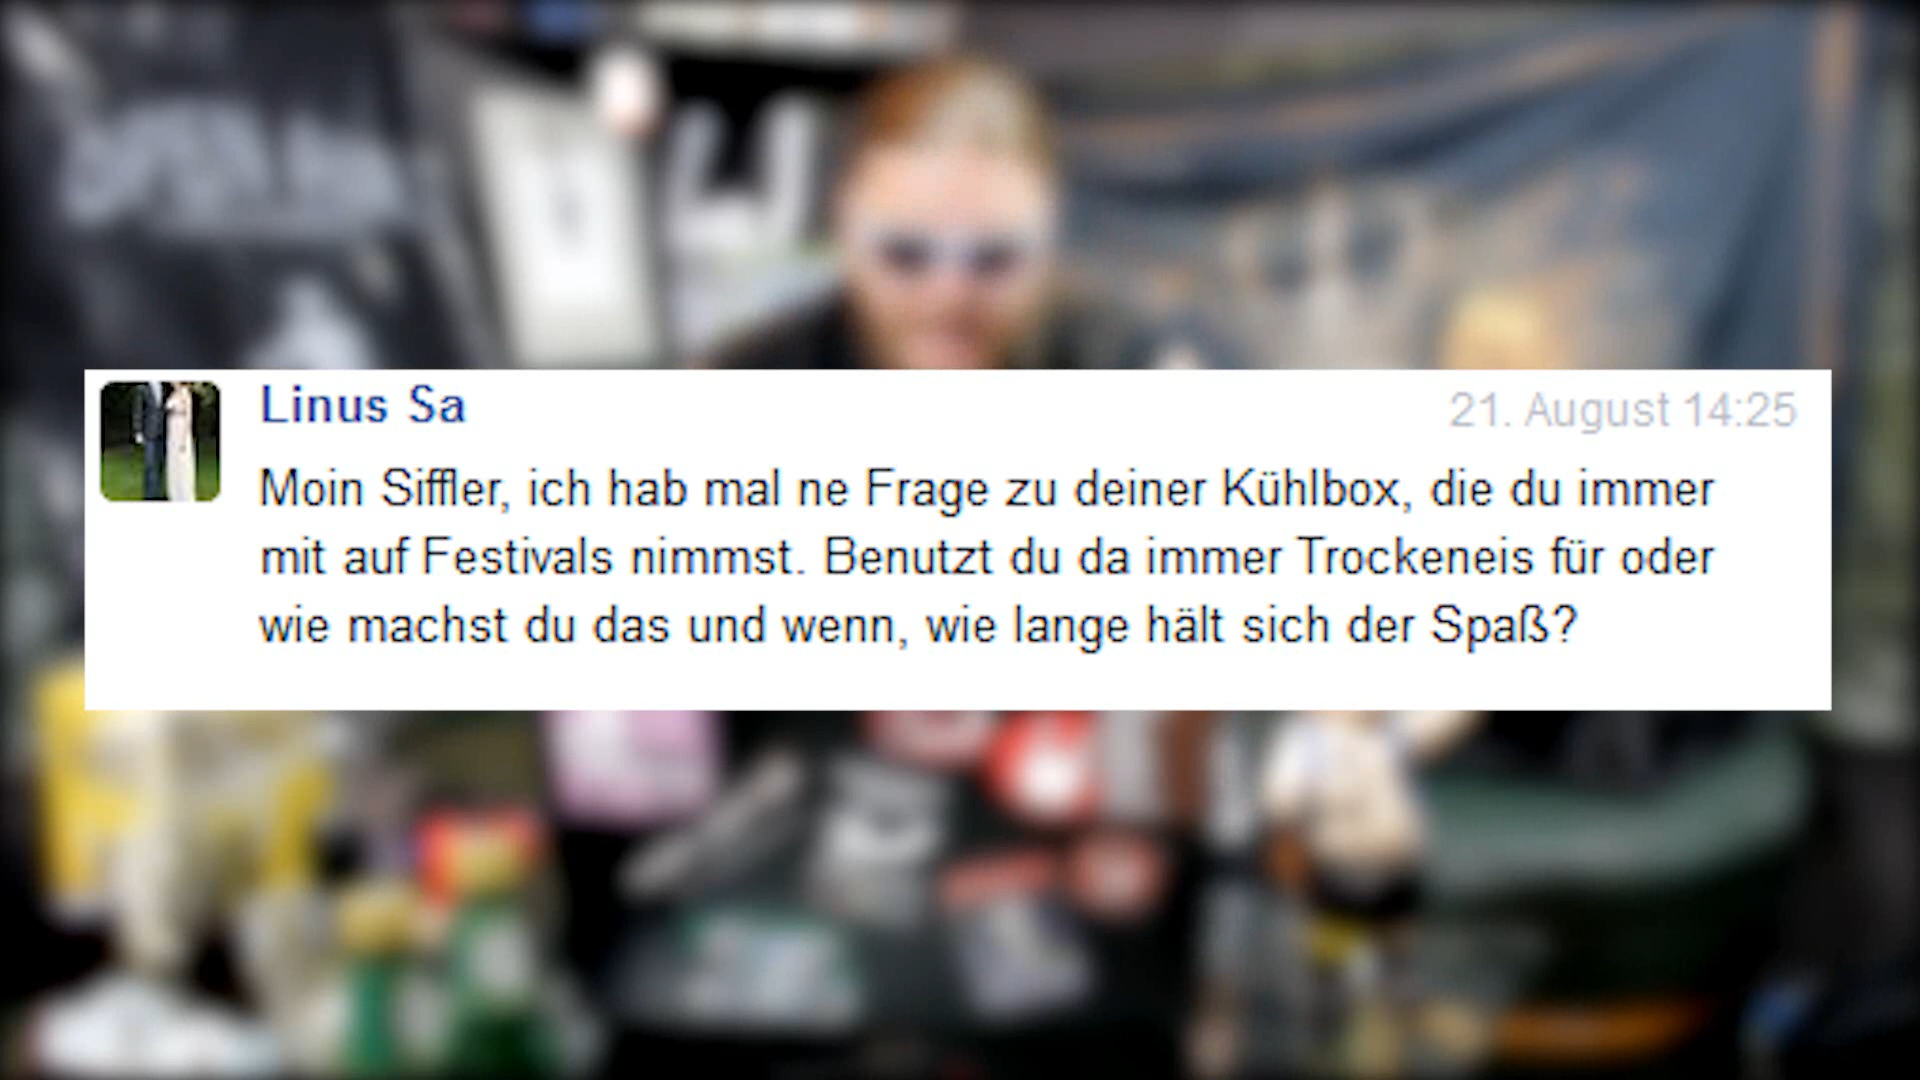 Linus Sa
21. August 14:25
Moin Siffler, ich hab mal ne Frage zu deiner Kühlbox, die du immer
mit auf Festivals nimmst. Benutzt du da immer Trockeneis für oder
wie machst du das und wenn, wie lange hält sich der Spaß?